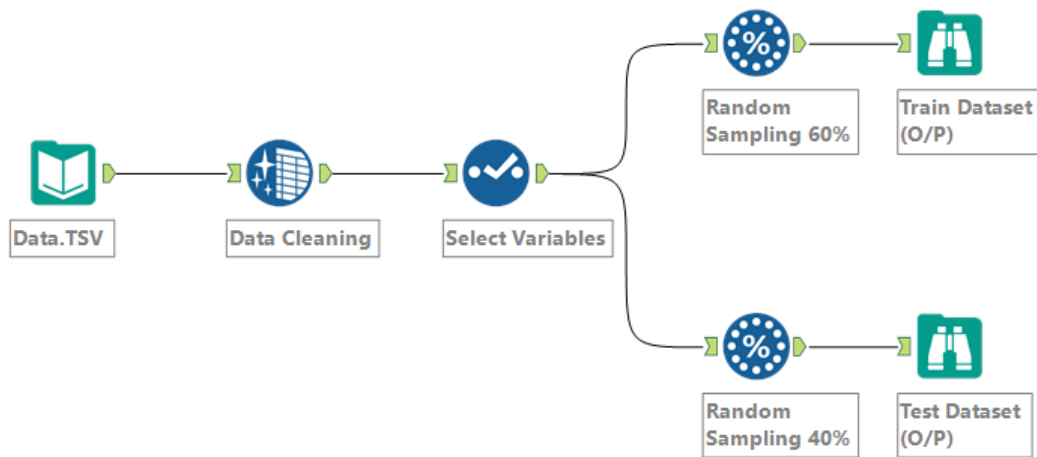 Data.TSV
Data Cleaning
Select Variables
%
Random
Sampling 60%
Train Dataset
(O/P)
%
Random
Sampling 40%
Test Dataset
(O/P)